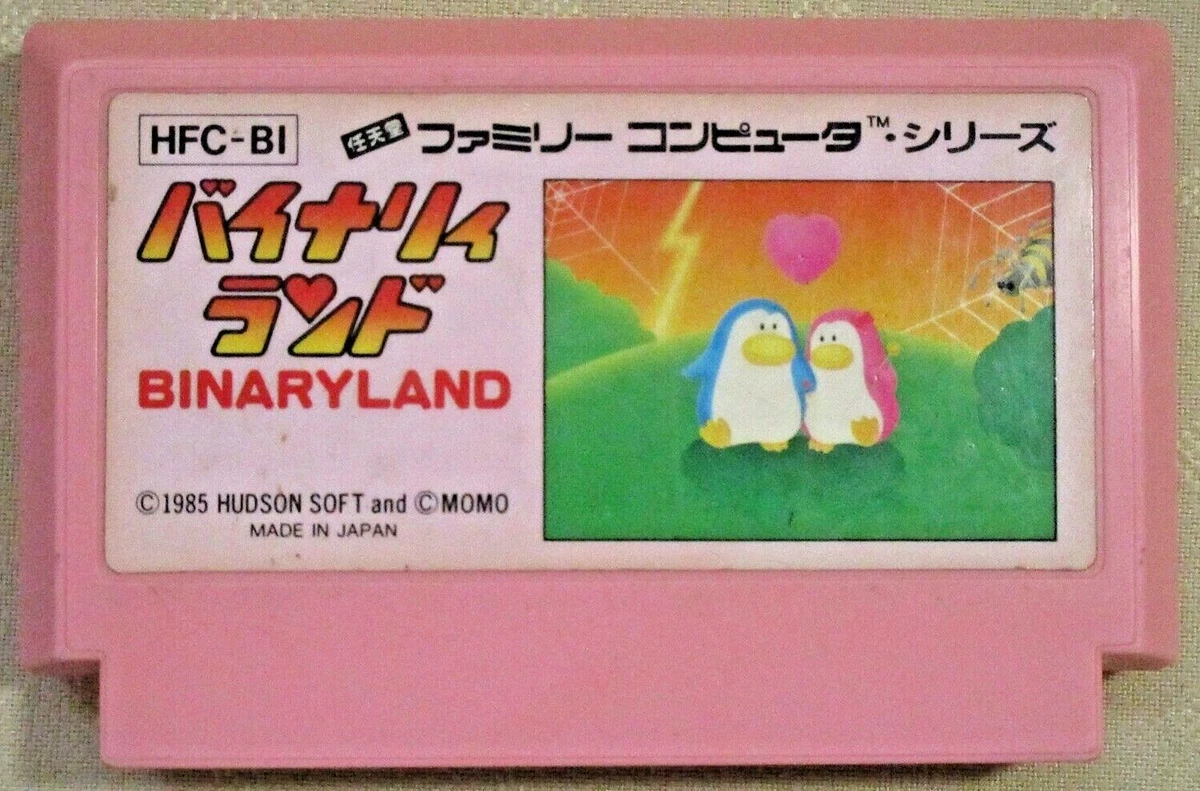 HFC-BI
任天堂 ファミリー コンピュータ™・シリーズ
バイナリィ
ランド
BINARYLAND
©1985 HUDSON SOFT and ©MOMO
MADE IN JAPAN